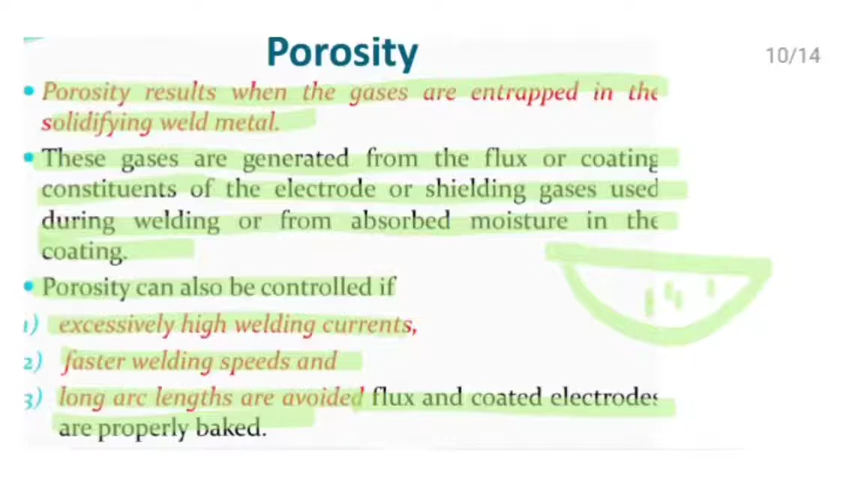 Porosity
10/14
• Porosity results when the gases are entrapped in the
solidifying weld metal.
• These gases are generated from the flux or coating
constituents of the electrode or shielding gases used
during welding or from absorbed moisture in the
coating.
• Porosity can also be controlled if
1) excessively high welding currents,
2) faster welding speeds and
3) long arc lengths are avoided flux and coated electrodes
are properly baked.